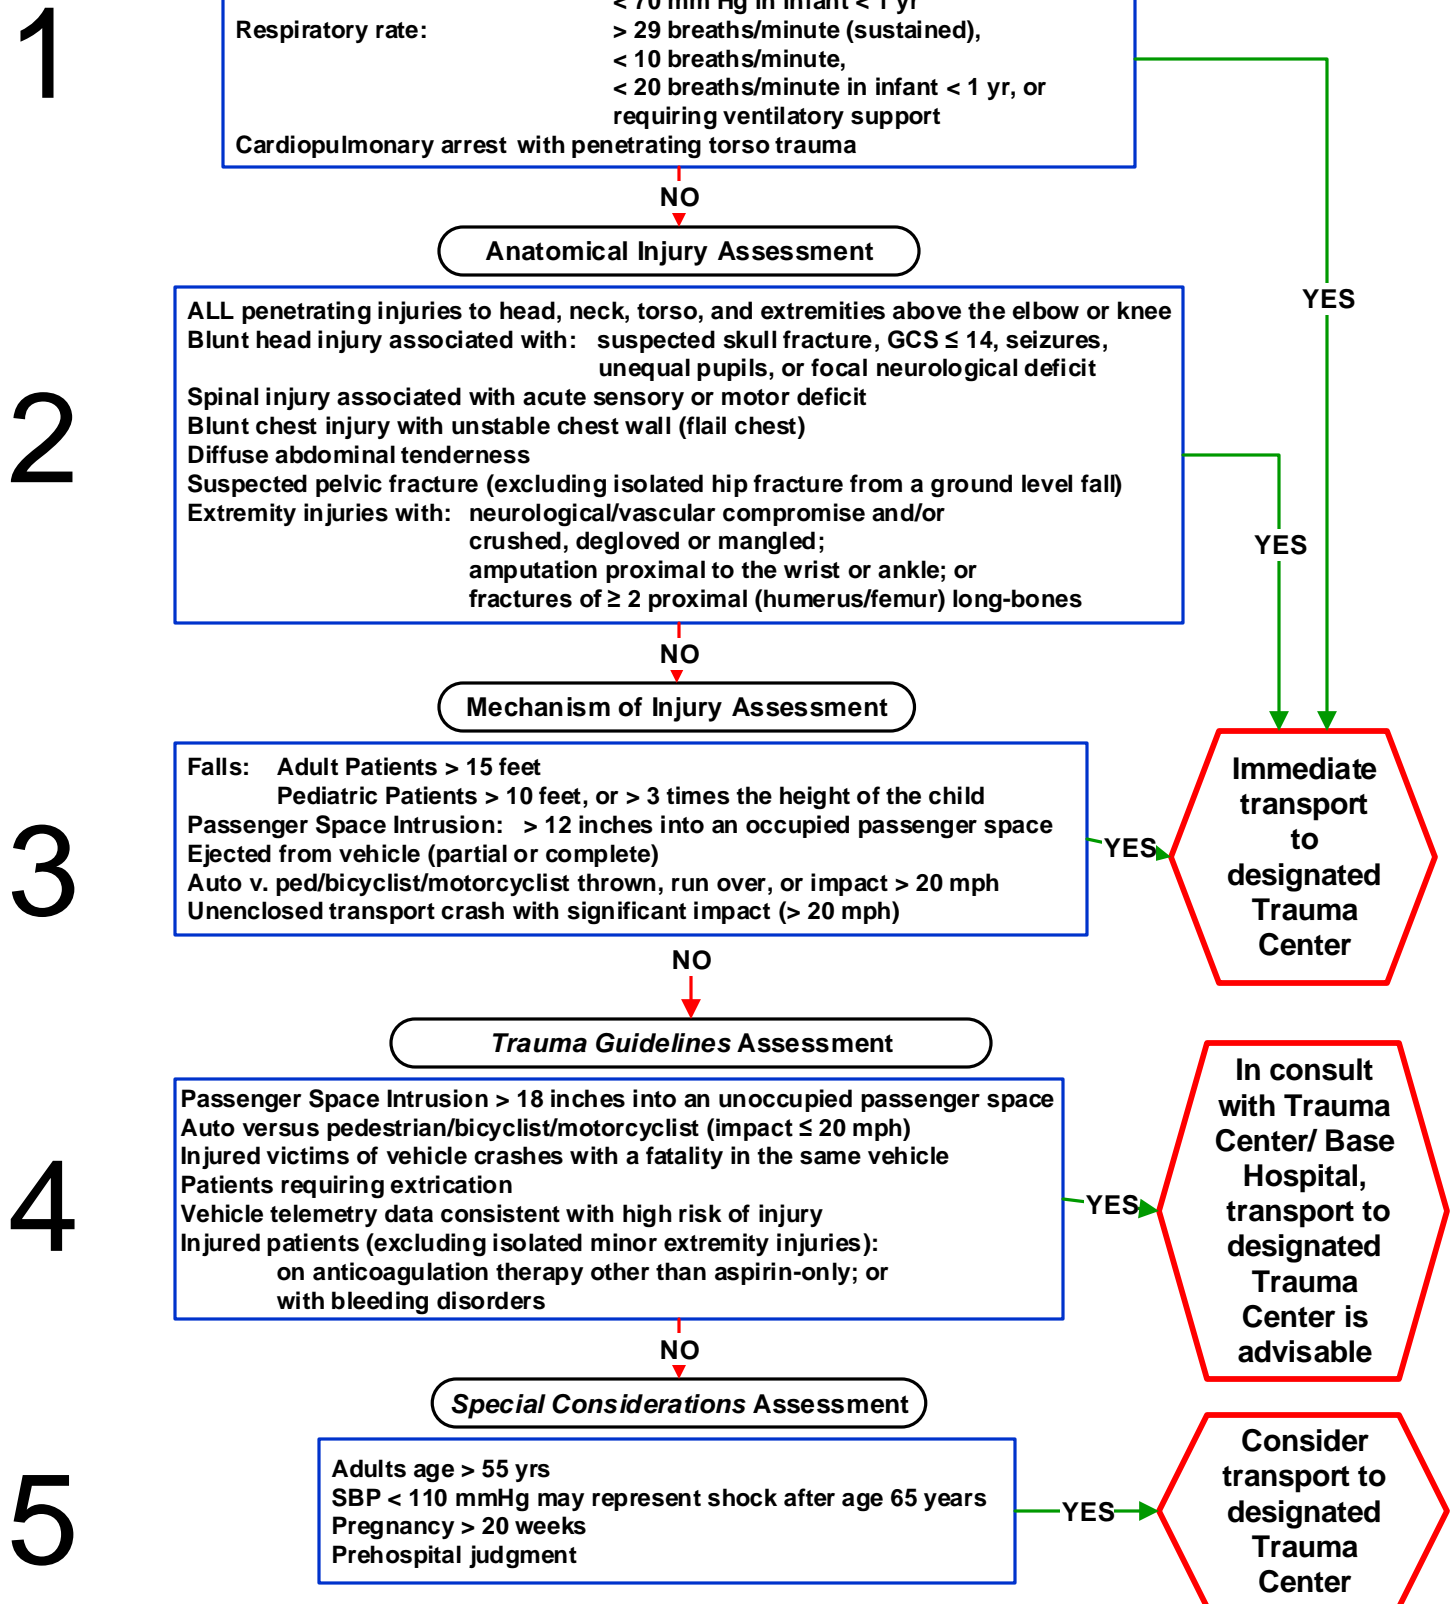 1
< 70 mm Hg in infant < 1 yr
Respiratory rate: > 29 breaths/minute (sustained),
< 10 breaths/minute,
< 20 breaths/minute in infant < 1 yr, or
requiring ventilatory support
Cardiopulmonary arrest with penetrating torso trauma
NO
YES
Anatomical Injury Assessment
2
ALL penetrating injuries to head, neck, torso, and extremities above the elbow or knee
Blunt head injury associated with: suspected skull fracture, GCS ≤ 14, seizures,
unequal pupils, or focal neurological deficit
Spinal injury associated with acute sensory or motor deficit
Blunt chest injury with unstable chest wall (flail chest)
Diffuse abdominal tenderness
Suspected pelvic fracture (excluding isolated hip fracture from a ground level fall)
Extremity injuries with: neurological/vascular compromise and/or
crushed, degloved or mangled;
amputation proximal to the wrist or ankle; or
fractures of ≥ 2 proximal (humerus/femur) long-bones
YES
NO
Mechanism of Injury Assessment
3
Falls: Adult Patients > 15 feet
Pediatric Patients > 10 feet, or > 3 times the height of the child
Passenger Space Intrusion: > 12 inches into an occupied passenger space
Ejected from vehicle (partial or complete)
Auto v. ped/bicyclist/motorcyclist thrown, run over, or impact > 20 mph
Unenclosed transport crash with significant impact (> 20 mph)
YES
Immediate
transport
to
designated
Trauma
Center
NO
Trauma Guidelines Assessment
4
Passenger Space Intrusion > 18 inches into an unoccupied passenger space
Auto versus pedestrian/bicyclist/motorcyclist (impact ≤ 20 mph)
Injured victims of vehicle crashes with a fatality in the same vehicle
Patients requiring extrication
Vehicle telemetry data consistent with high risk of injury
Injured patients (excluding isolated minor extremity injuries):
on anticoagulation therapy other than aspirin-only; or
with bleeding disorders
YES
In consult
with Trauma
Center/ Base
Hospital,
transport to
designated
Trauma
Center is
advisable
NO
Special Considerations Assessment
5
Adults age > 55 yrs
SBP < 110 mmHg may represent shock after age 65 years
Pregnancy > 20 weeks
Prehospital judgment
YES
Consider
transport to
designated
Trauma
Center